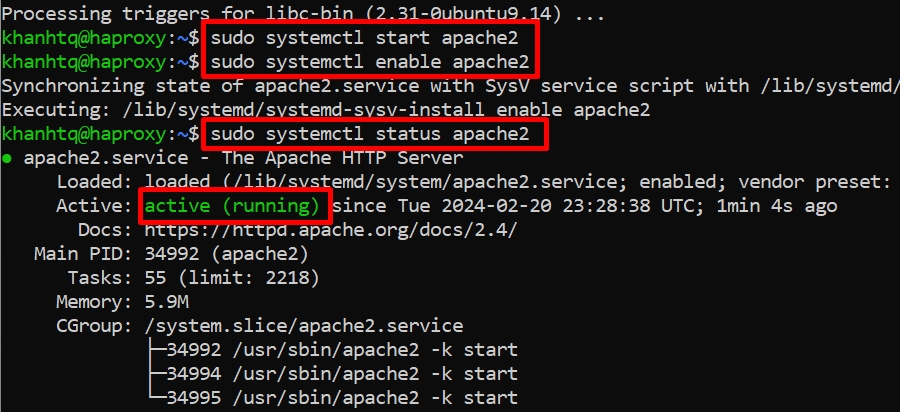 Processing triggers for libc-bin (2.31-0ubuntu9.14) ...
khanhtq@haproxy:~$ sudo systemctl start apache2
khanhtq@haproxy:~$ sudo systemctl enable apache2
Synchronizing state of apache2.service with SysV service script with /lib/systemd/
Executing: /lib/systemd/systemd-sysv-install enable apache2
khanhtq@haproxy:~$ sudo systemctl status apache2
● apache2.service - The Apache HTTP Server
Loaded: loaded (/lib/systemd/system/apache2.service; enabled; vendor preset:
Active: active (running) since Tue 2024-02-20 23:28:38 UTC; 1min 4s ago
Docs: https://httpd.apache.org/docs/2.4/
Main PID: 34992 (apache2)
Tasks: 55 (limit: 2218)
Memory: 5.9M
CGroup: /system.slice/apache2.service
├─34992 /usr/sbin/apache2 -k start
├─34994 /usr/sbin/apache2 -k start
└─34995 /usr/sbin/apache2 -k start